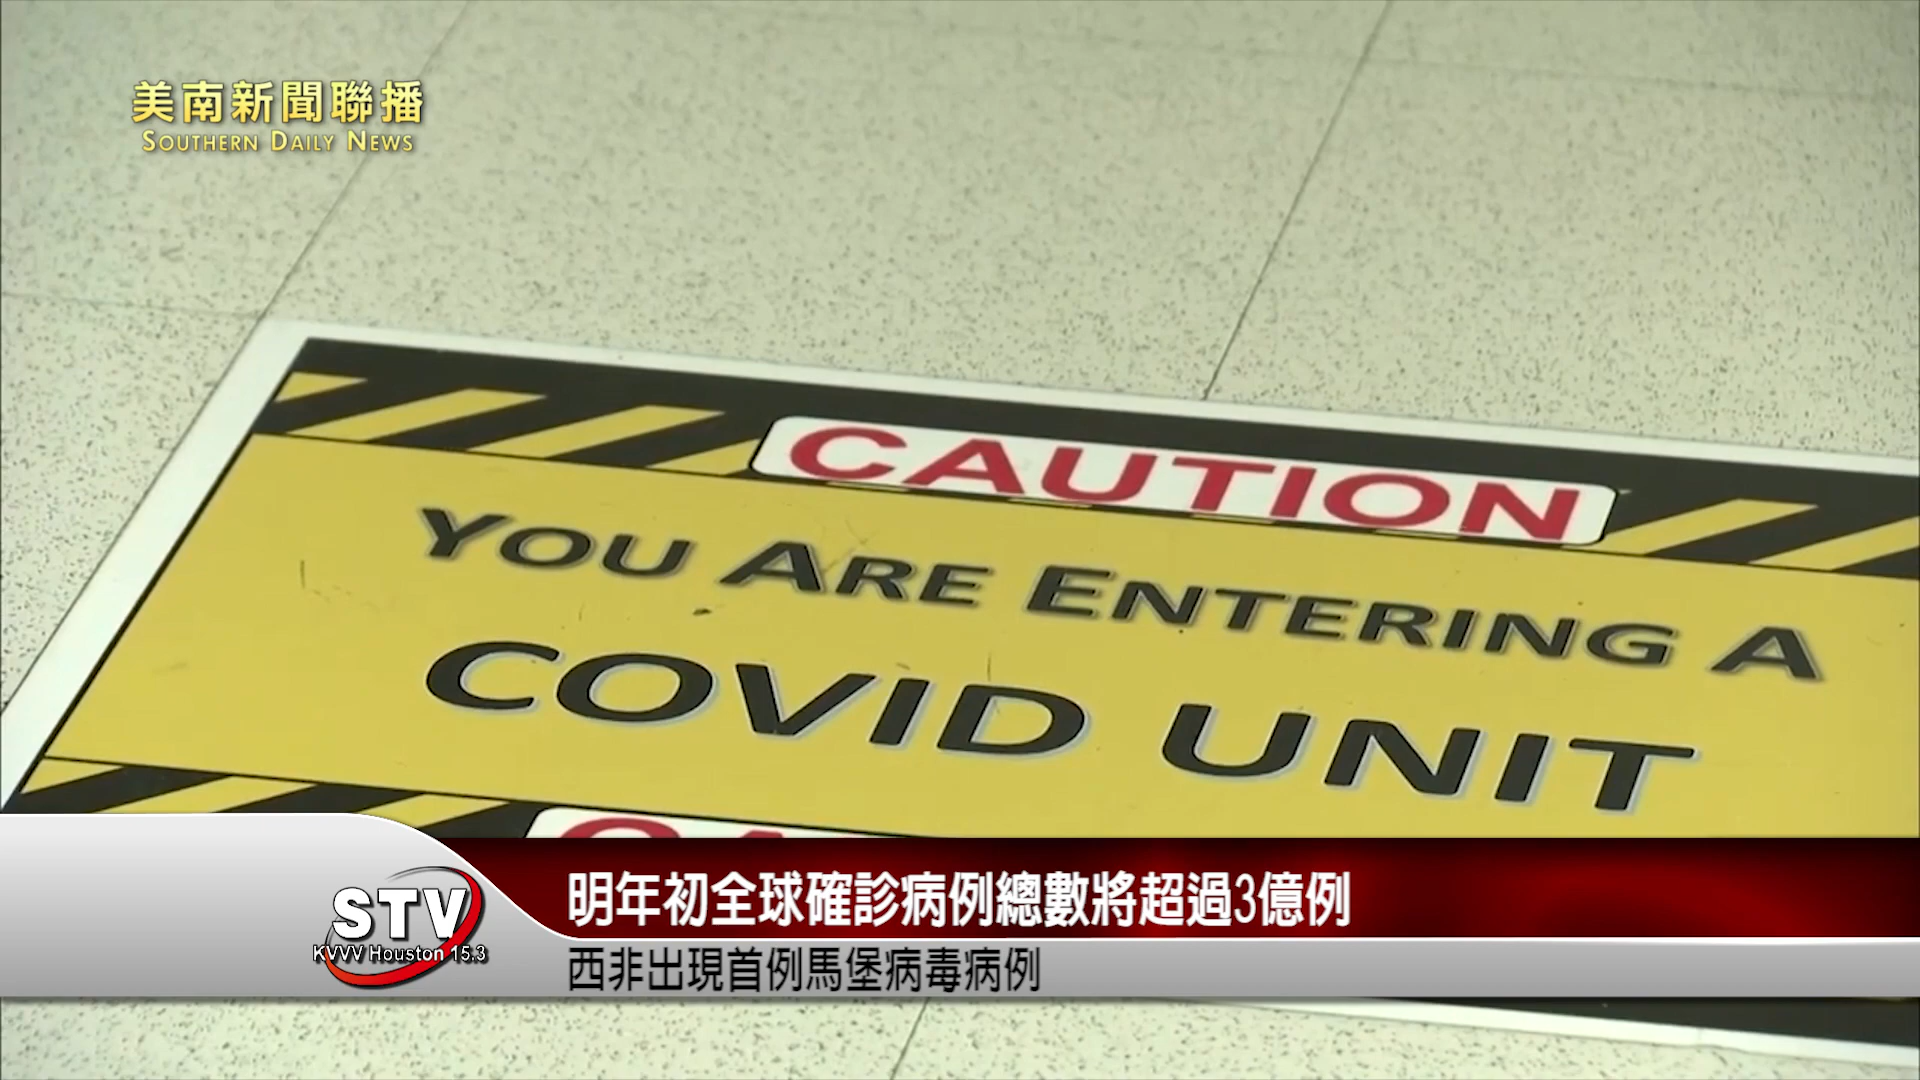 美南新聞聯播
SOUTHERN DAILY NEWS
CAUTION
YOU ARE ENTERING A
COVID UNIT
CA
STV
KVVV Houston 15.3
明年初全球確診病例總數將超過3億例
西非出現首例馬堡病毒病例